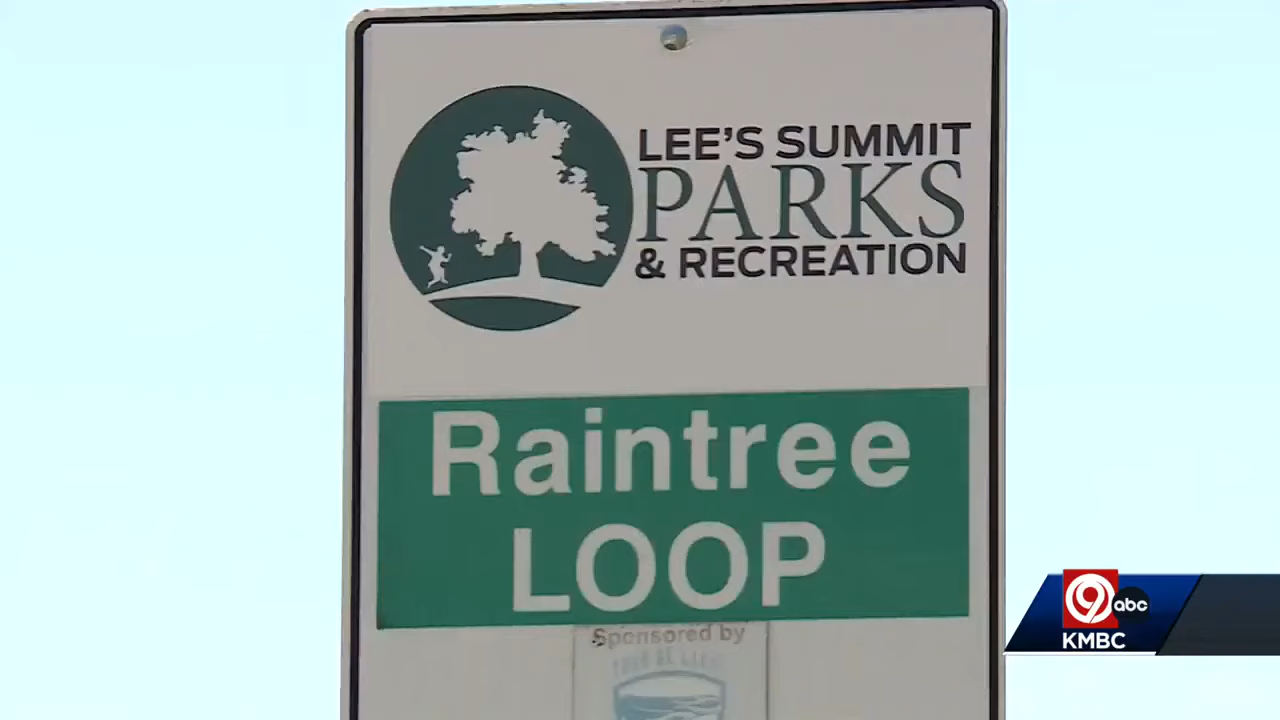 LEE'S SUMMIT
PARKS
& RECREATION
Raintree
LOOP
Sponsored by
9 abc
KMBC